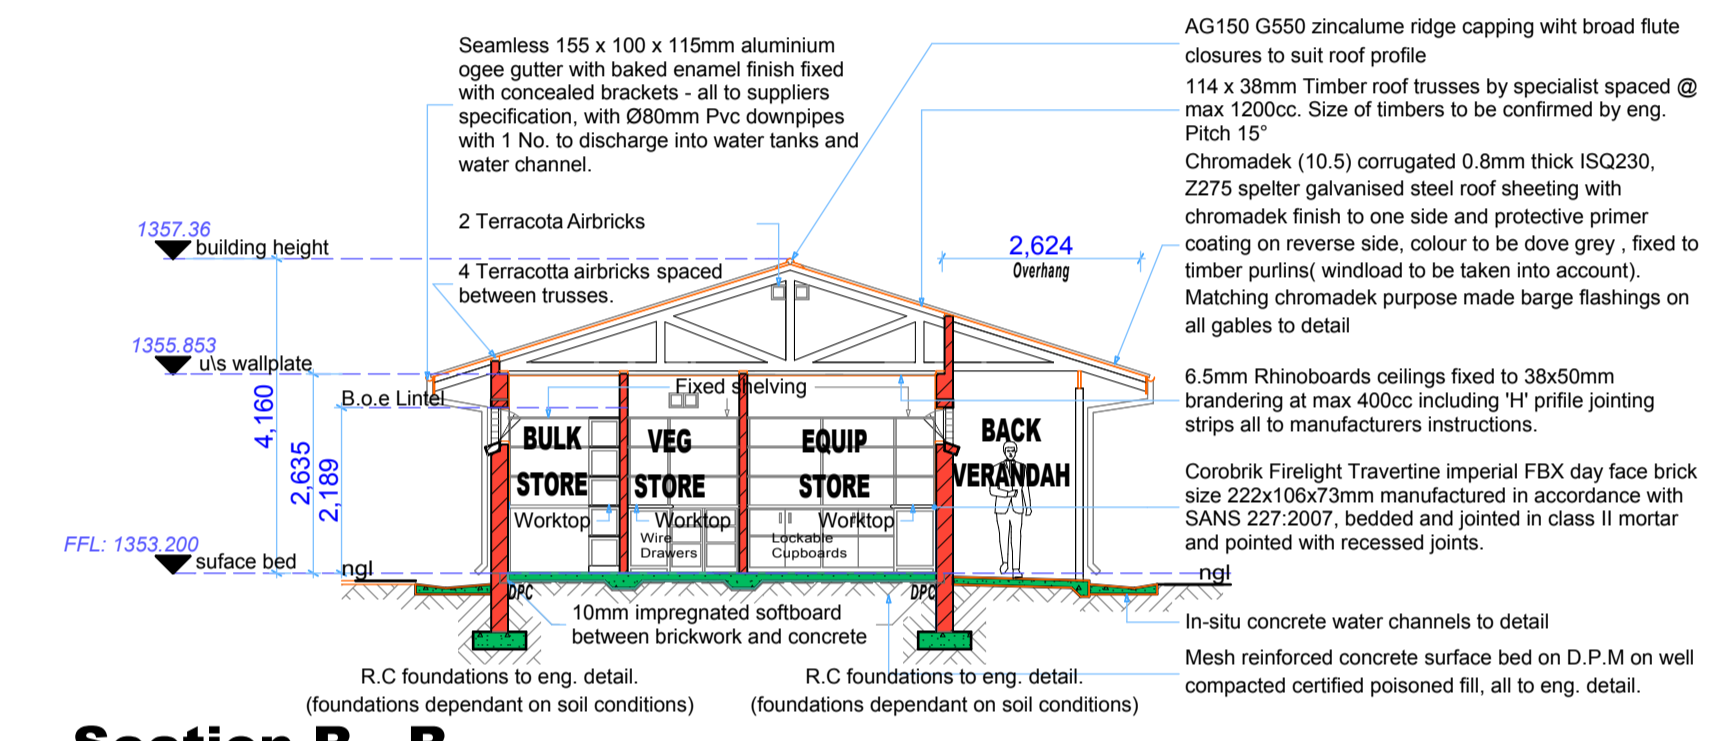 Seamless 155 x 100 x 115mm aluminium
ogee gutter with baked enamel finish fixed
with concealed brackets - all to suppliers
specification, with Ø80mm Pvc downpipes
with 1 No. to discharge into water tanks and
water channel.
2 Terracota Airbricks
4 Terracotta airbricks spaced
between trusses.
AG150 G550 zincalume ridge capping wiht broad flute
closures to suit roof profile
114 x 38mm Timber roof trusses by specialist spaced @
max 1200cc. Size of timbers to be confirmed by eng.
Pitch 15°
Chromadek (10.5) corrugated 0.8mm thick ISQ230,
Z275 spelter galvanised steel roof sheeting with
chromadek finish to one side and protective primer
coating on reverse side, colour to be dove grey , fixed to
timber purlins( windload to be taken into account).
Matching chromadek purpose made barge flashings on
all gables to detail
6.5mm Rhinoboards ceilings fixed to 38x50mm
brandering at max 400cc including 'H' prifile jointing
strips all to manufacturers instructions.
Corobrik Firelight Travertine imperial FBX day face brick
size 222x106x73mm manufactured in accordance with
SANS 227:2007, bedded and jointed in class II mortar
and pointed with recessed joints.
In-situ concrete water channels to detail
Mesh reinforced concrete surface bed on D.P.M on well
compacted certified poisoned fill, all to eng. detail.
1357.36
building height
1355.853
u\s wallplate
B.o.e Lintel
4,160
2,635
2,189
FFL: 1353.200
suface bed
ngl
2,624
Overhang
Fixed shelving
BULK
STORE
VEG
STORE
EQUIP
STORE
BACK
VERANDAH
Worktop
Worktop
Worktop
Wire
Drawers
Lockable
Cupboards
ngl
DPC
DPC
10mm impregnated softboard
between brickwork and concrete
R.C foundations to eng. detail.
(foundations dependant on soil conditions)
R.C foundations to eng. detail.
(foundations dependant on soil conditions)
Section B - B